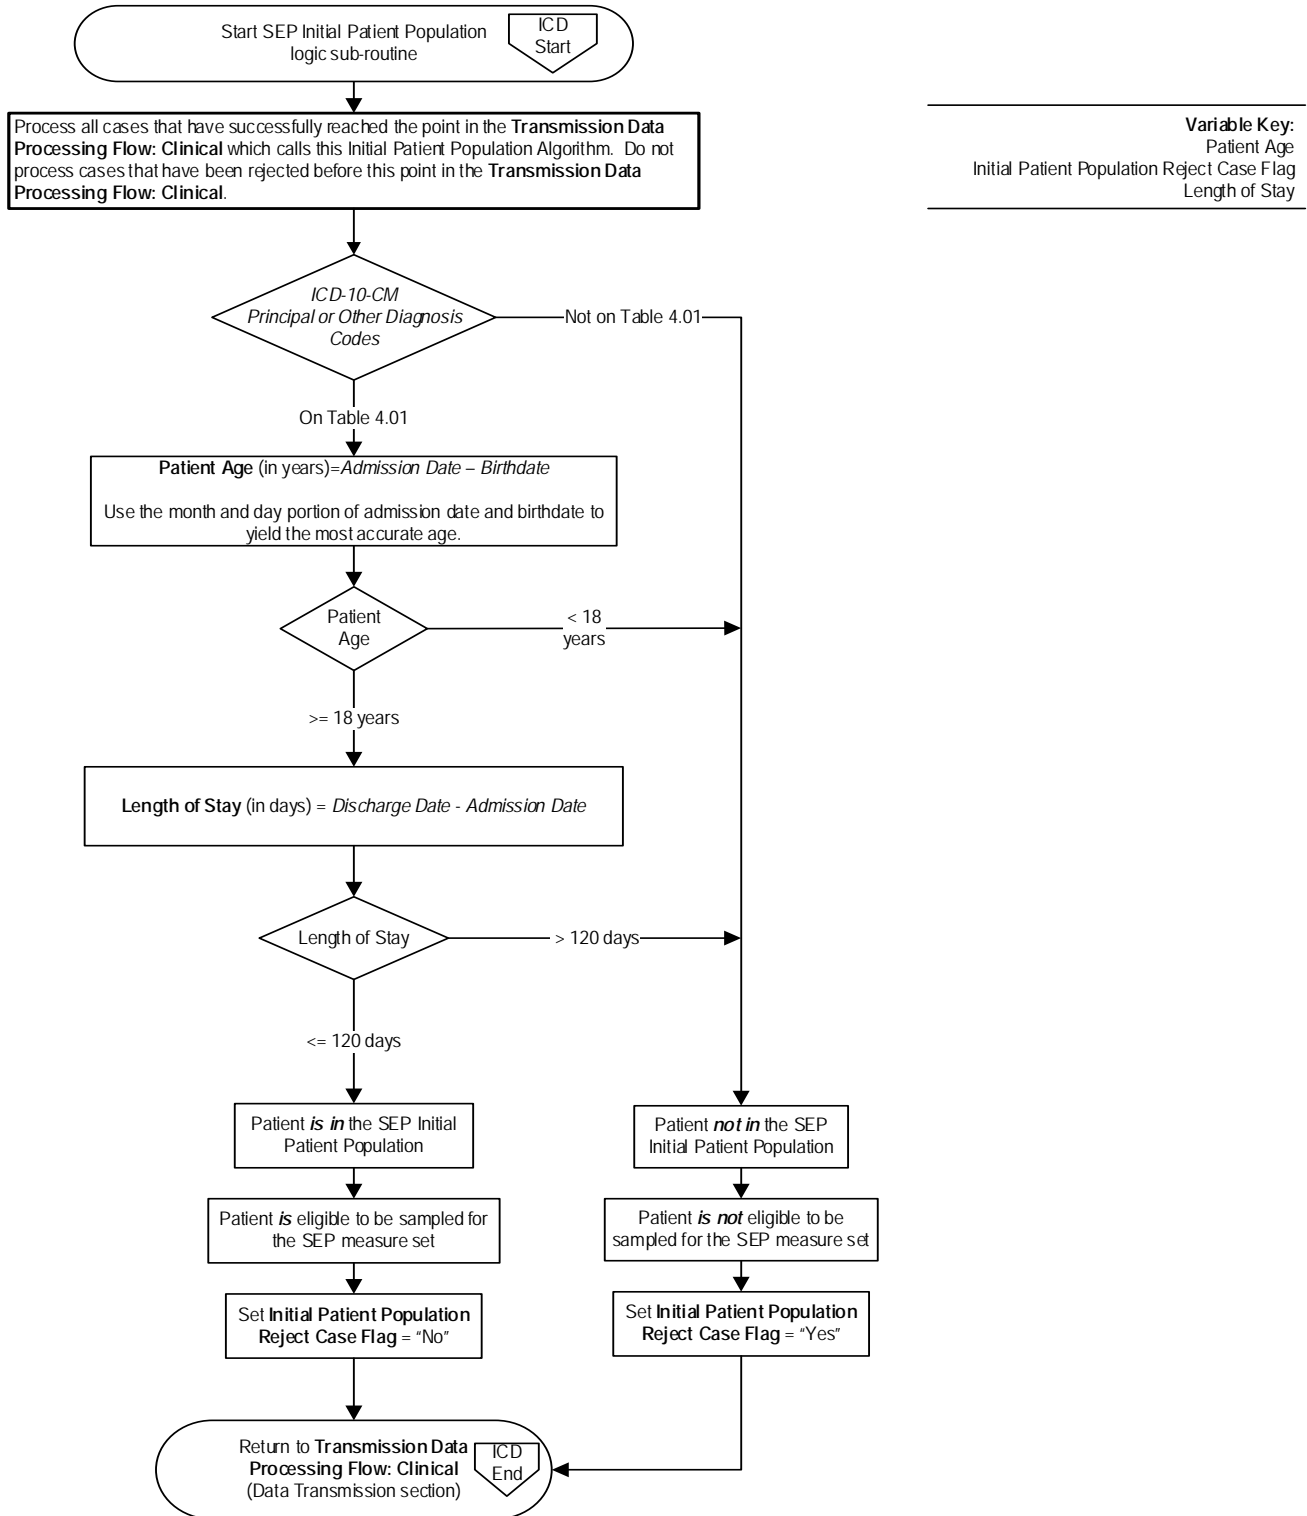 Start SEP Initial Patient Population
logic sub-routine
ICD
Start
Process all cases that have successfully reached the point in the Transmission Data
Processing Flow: Clinical which calls this Initial Patient Population Algorithm. Do not
process cases that have been rejected before this point in the Transmission Data
Processing Flow: Clinical.
Variable Key:
Patient Age
Initial Patient Population Reject Case Flag
Length of Stay
ICD-10-CM
Principal or Other Diagnosis
Codes
Not on Table 4.01
On Table 4.01
Patient Age (in years)=Admission Date – Birthdate
Use the month and day portion of admission date and birthdate to
yield the most accurate age.
Patient
Age
< 18
years
>= 18 years
Length of Stay (in days) = Discharge Date - Admission Date
Length of Stay
> 120 days
<= 120 days
Patient is in the SEP Initial
Patient Population
Patient not in the SEP
Initial Patient Population
Patient is eligible to be sampled for
the SEP measure set
Patient is not eligible to be
sampled for the SEP measure set
Set Initial Patient Population
Reject Case Flag = “No”
Set Initial Patient Population
Reject Case Flag = “Yes”
Return to Transmission Data
Processing Flow: Clinical
(Data Transmission section)
ICD
End